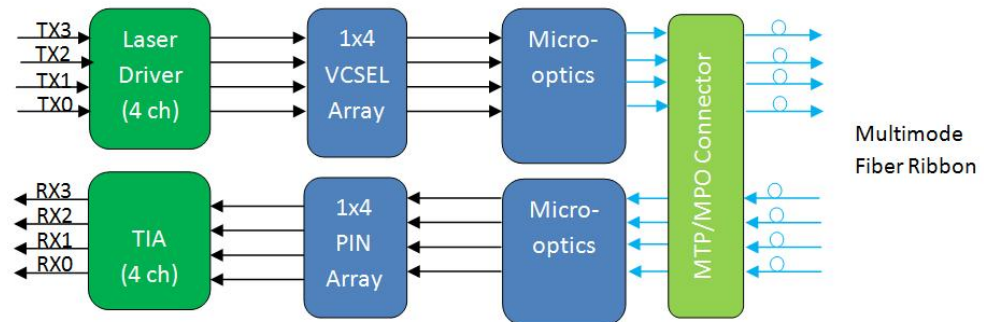 TX3
TX2
TX1
TX0
Laser
Driver
(4 ch)
1x4
VCSEL
Array
Micro-
optics
MTP/MPO Connector
Multimode
Fiber Ribbon
RX3
RX2
RX1
RX0
TIA
(4 ch)
1x4
PIN
Array
Micro-
optics